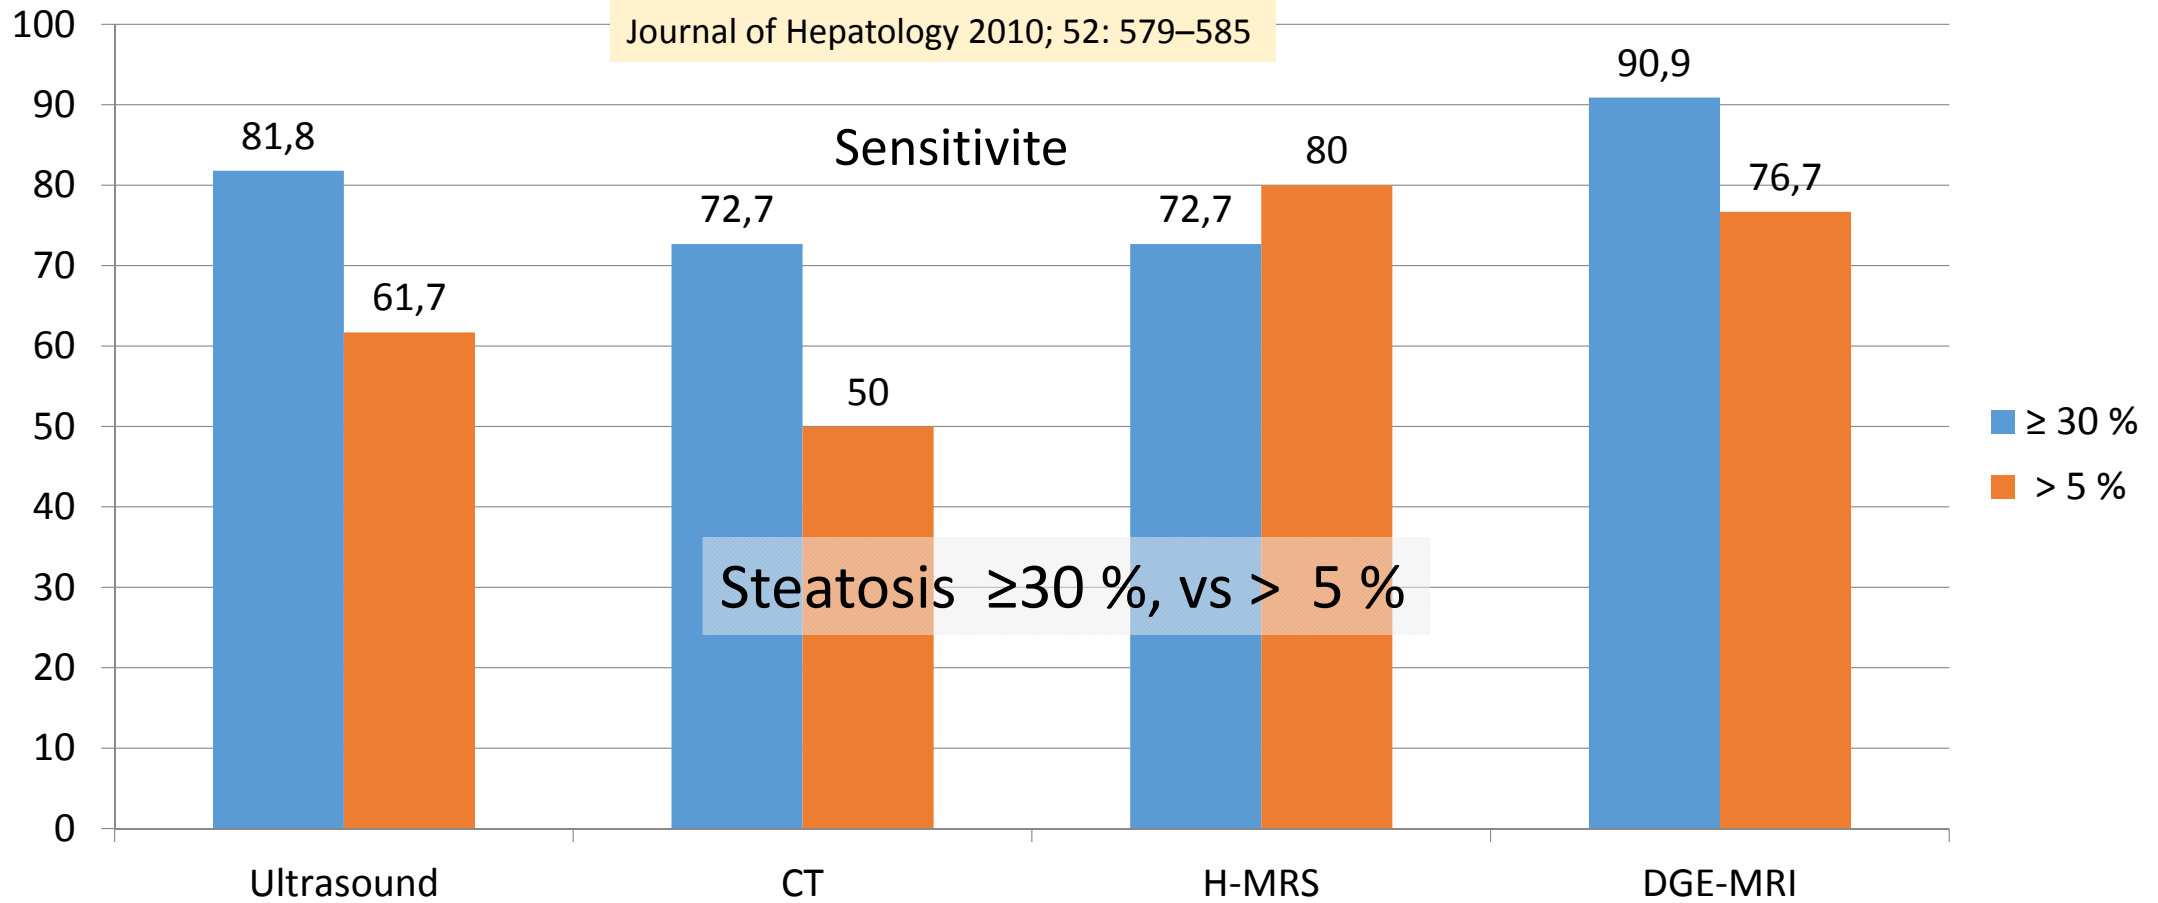 Journal of Hepatology 2010; 52: 579–585
Sensitivite
100
90
80
70
60
50
40
30
20
10
0
81,8
61,7
72,7
50
72,7
80
90,9
76,7
Steatosis ≥30 %, vs > 5 %
≥ 30 %
> 5 %
Ultrasound
CT
H-MRS
DGE-MRI